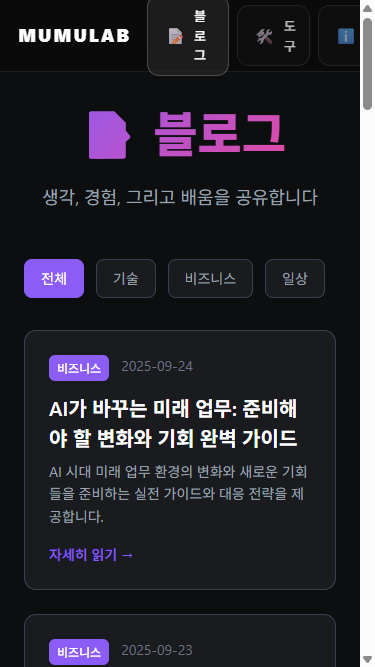 MUMULAB
블로그
도구
블로그
생각, 경험, 그리고 배움을 공유합니다
전체
기술
비즈니스
일상
비즈니스 2025-09-24
AI가 바꾸는 미래 업무: 준비해
야 할 변화와 기회 완벽 가이드
AI 시대 미래 업무 환경의 변화와 새로운 기회
들을 준비하는 실전 가이드와 대응 전략을 제
공합니다.
자세히 읽기 →
비즈니스 2025-09-23